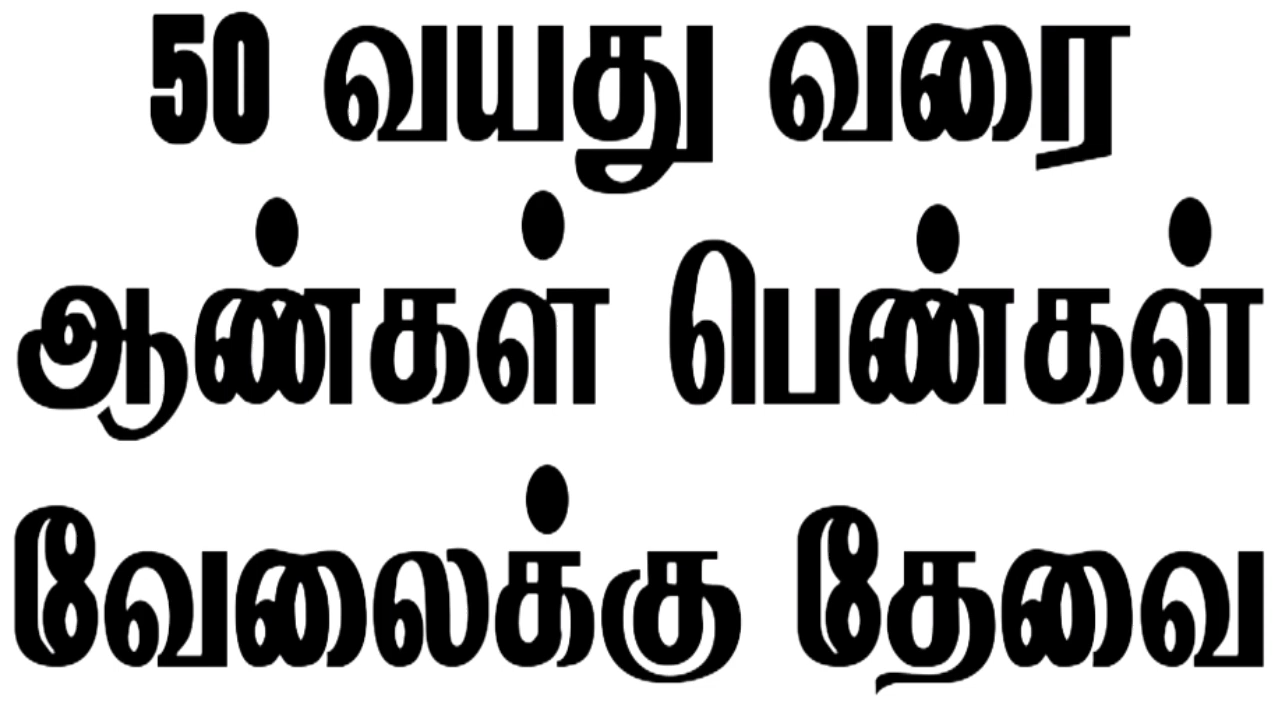 50 வயது வரை
ஆண்கள் பெண்கள்
வேலைக்கு தேவை